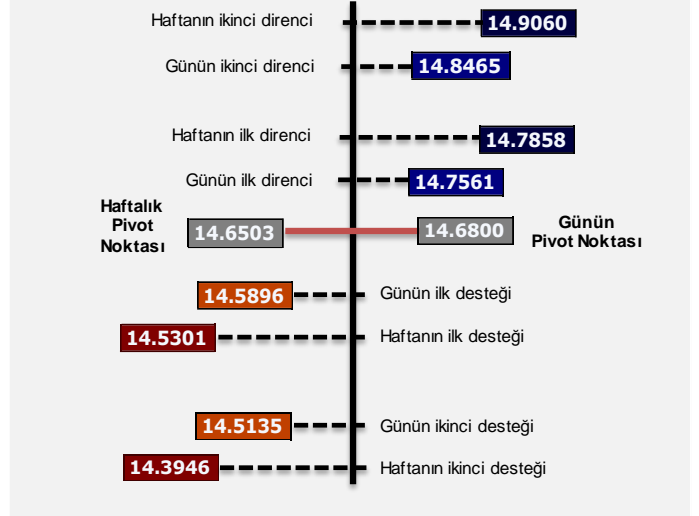 Haftanın ikinci direnci 14.9060
Günün ikinci direnci 14.8465
Haftanın ilk direnci 14.7858
Günün ilk direnci 14.7561
Haftalık
Pivot
Noktası
14.6503
14.6800
Günün
Pivot Noktası
14.5896 Günün ilk desteği
14.5301 Haftanın ilk desteği
14.5135 Günün ikinci desteği
14.3946 Haftanın ikinci desteği